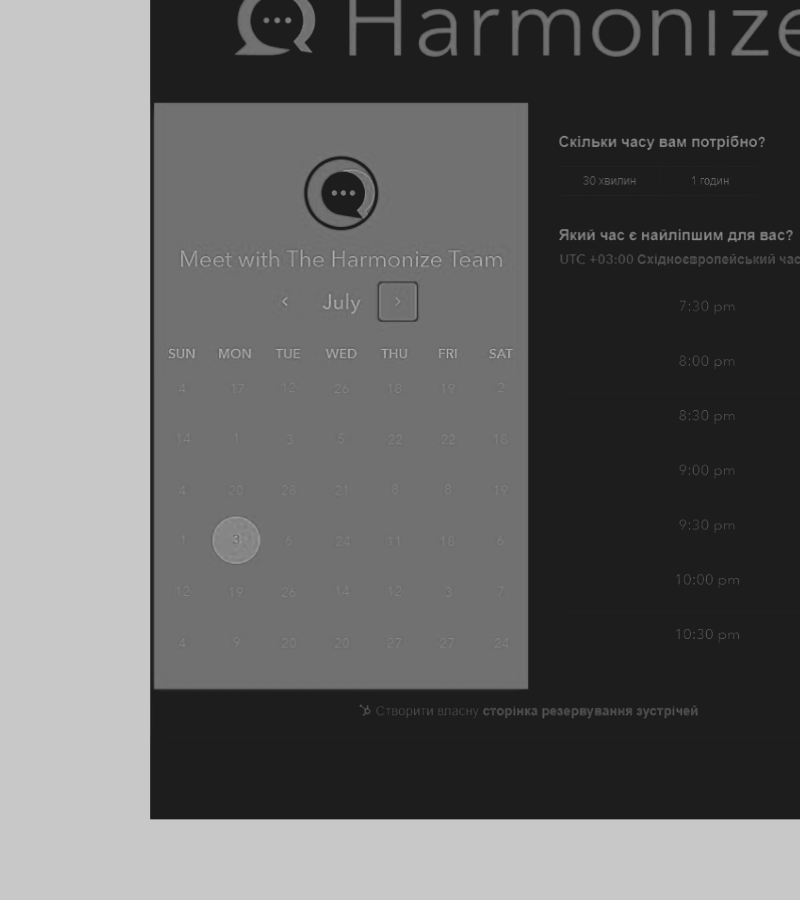 Harmonize
Meet with The Harmonize Team
July
SUN MON TUE WED THU FRI SAT
4 17 12 26 18 19 2
14 1 3 5 22 22 18
4 20 28 21 8 8 19
1 3 6 24 11 18 6
12 19 26 14 12 3 7
4 9 20 20 27 27 24
Скільки часу вам потрібно?
30 хвилин 1 годин
Який час є найліпшим для вас?
UTC +03:00 Східноєвропейський час
7:30 pm
8:00 pm
8:30 pm
9:00 pm
9:30 pm
10:00 pm
10:30 pm
Створити власну сторінка резервування зустрічей